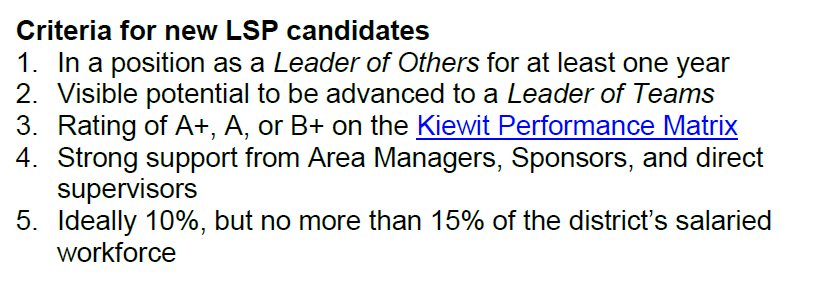 Criteria for new LSP candidates
1. In a position as a Leader of Others for at least one year
2. Visible potential to be advanced to a Leader of Teams
3. Rating of A+, A, or B+ on the Kiewit Performance Matrix
4. Strong support from Area Managers, Sponsors, and direct
supervisors
5. Ideally 10%, but no more than 15% of the district’s salaried
workforce